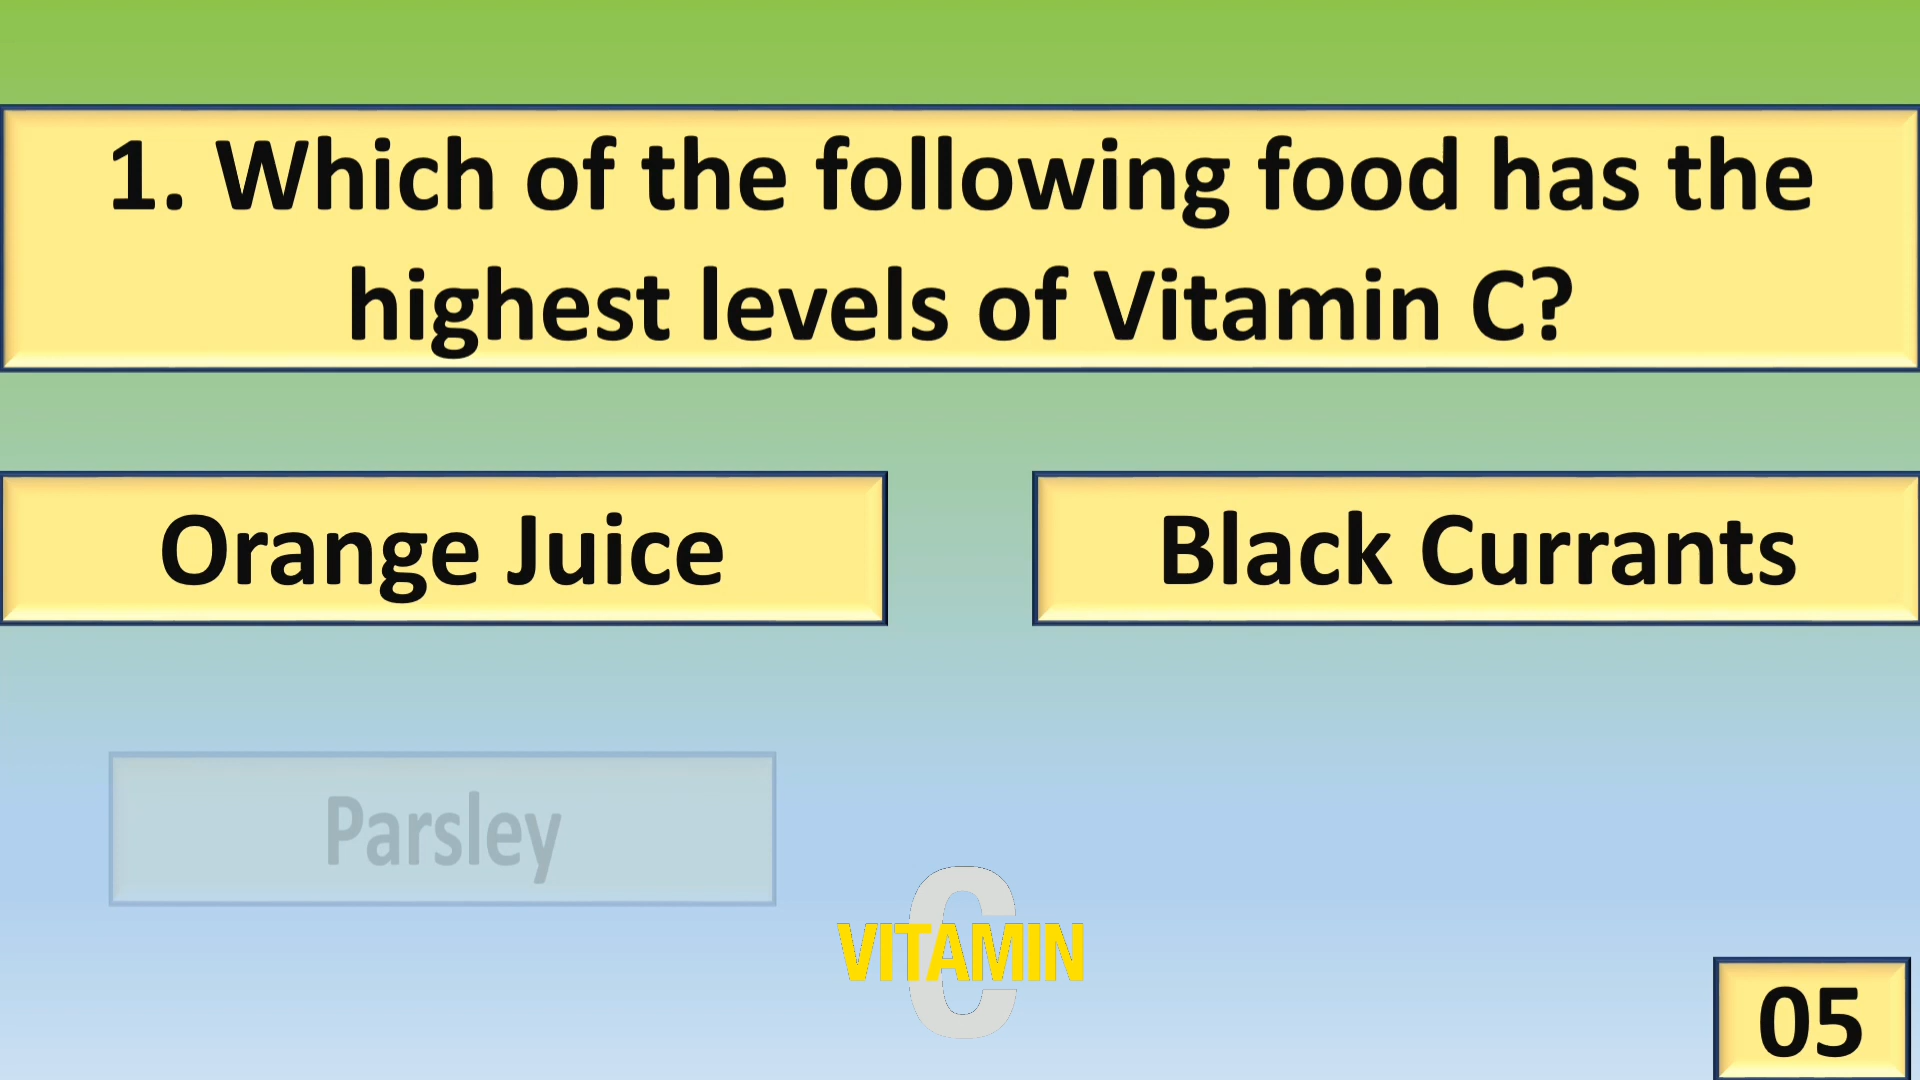 1. Which of the following food has the
highest levels of Vitamin C?
Orange Juice
Black Currants
Parsley
C
VITAMIN
05